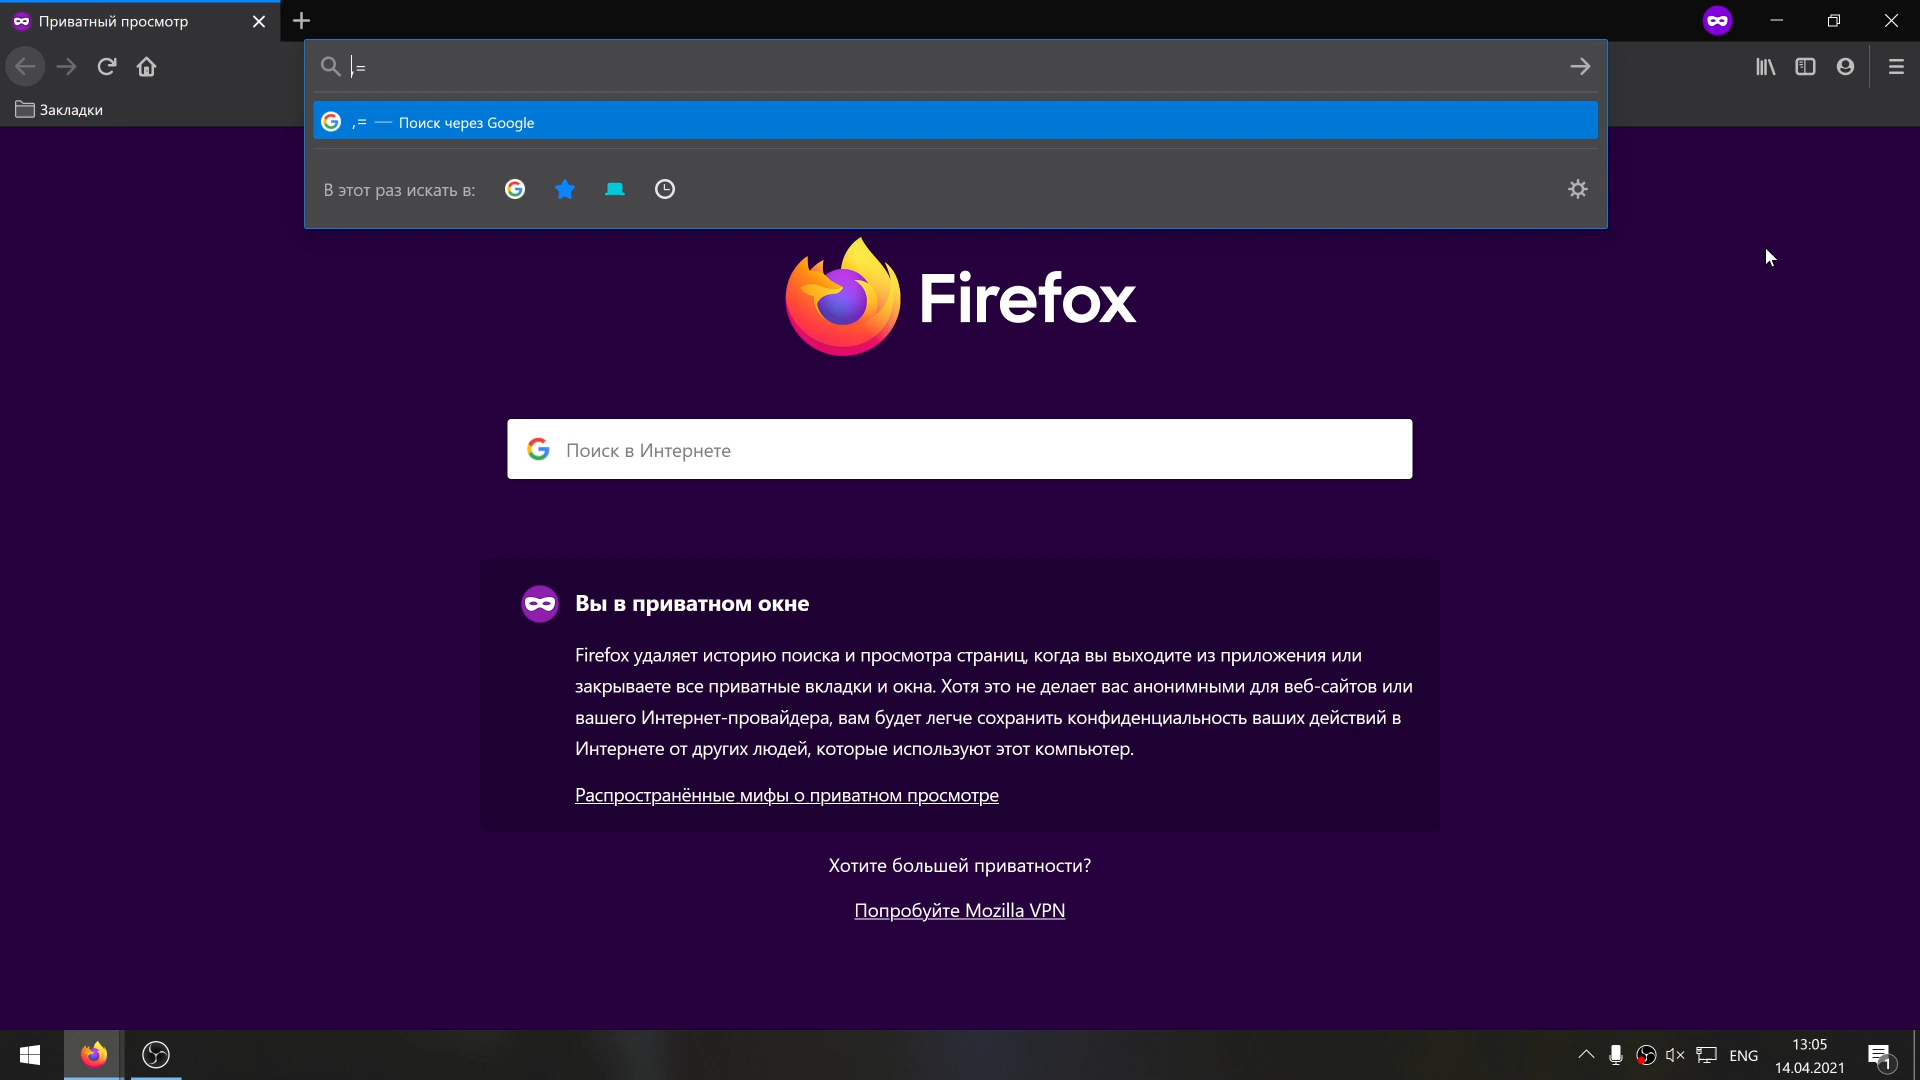 Приватный просмотр
,=
Закладки
,= — Поиск через Google
В этот раз искать в:
Firefox
Поиск в Интернете
Вы в приватном окне
Firefox удаляет историю поиска и просмотра страниц, когда вы выходите из приложения или
закрываете все приватные вкладки и окна. Хотя это не делает вас анонимными для веб-сайтов или
вашего Интернет-провайдера, вам будет легче сохранить конфиденциальность ваших действий в
Интернете от других людей, которые используют этот компьютер.
Распространённые мифы о приватном просмотре
Хотите большей приватности?
Попробуйте Mozilla VPN
ENG
13:05
14.04.2021
1